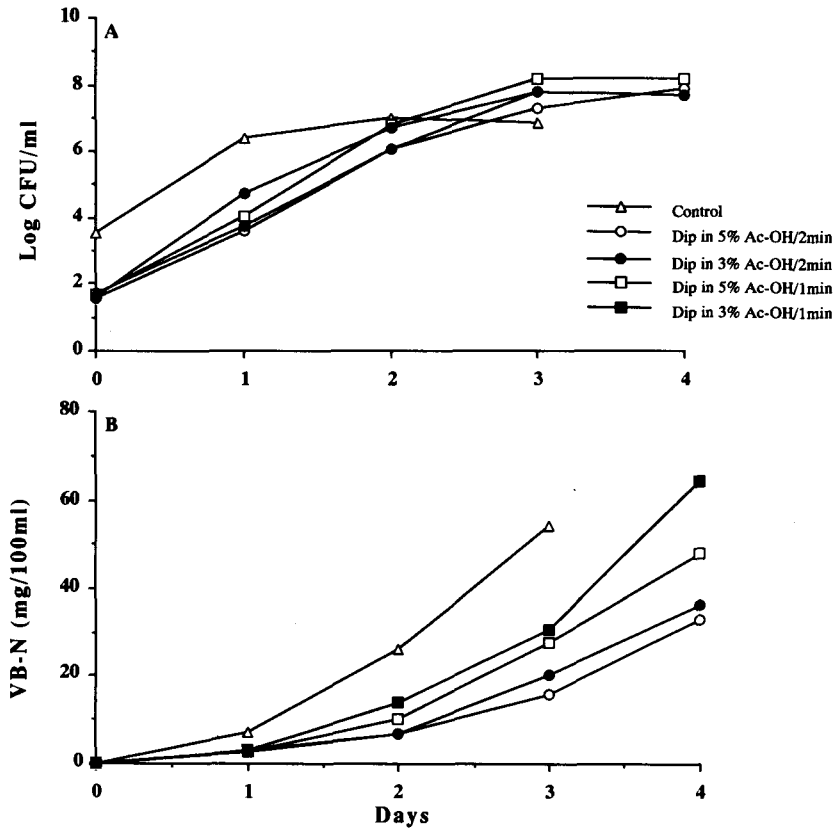 A
10
8
6
4
2
0
Log CFU/ml
0 1 2 3 4
Control
Dip in 5% Ac-OH/2min
Dip in 3% Ac-OH/2min
Dip in 5% Ac-OH/1min
Dip in 3% Ac-OH/1min
B
80
60
40
20
0
VB-N (mg/100ml)
0 1 2 3 4
Days